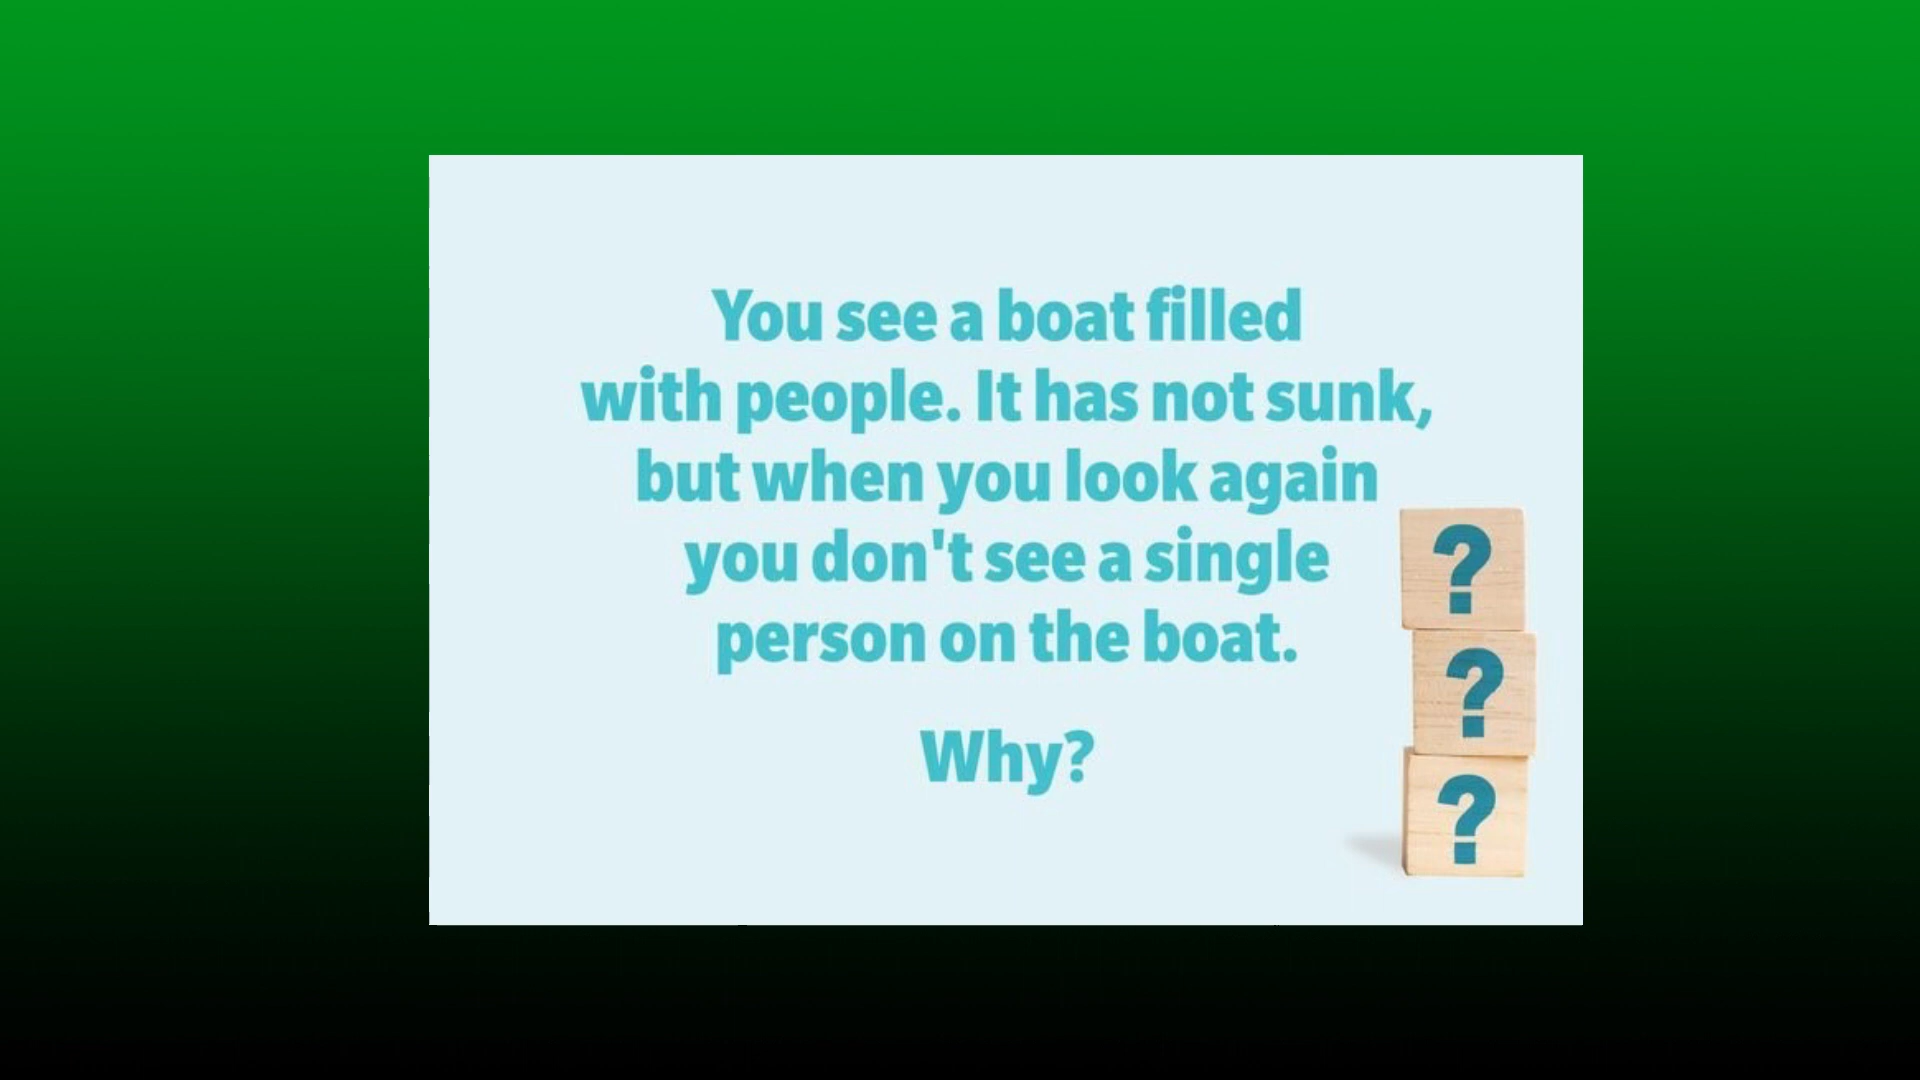 You see a boat filled
with people. It has not sunk,
but when you look again
you don't see a single
person on the boat.
Why?
?
?
?